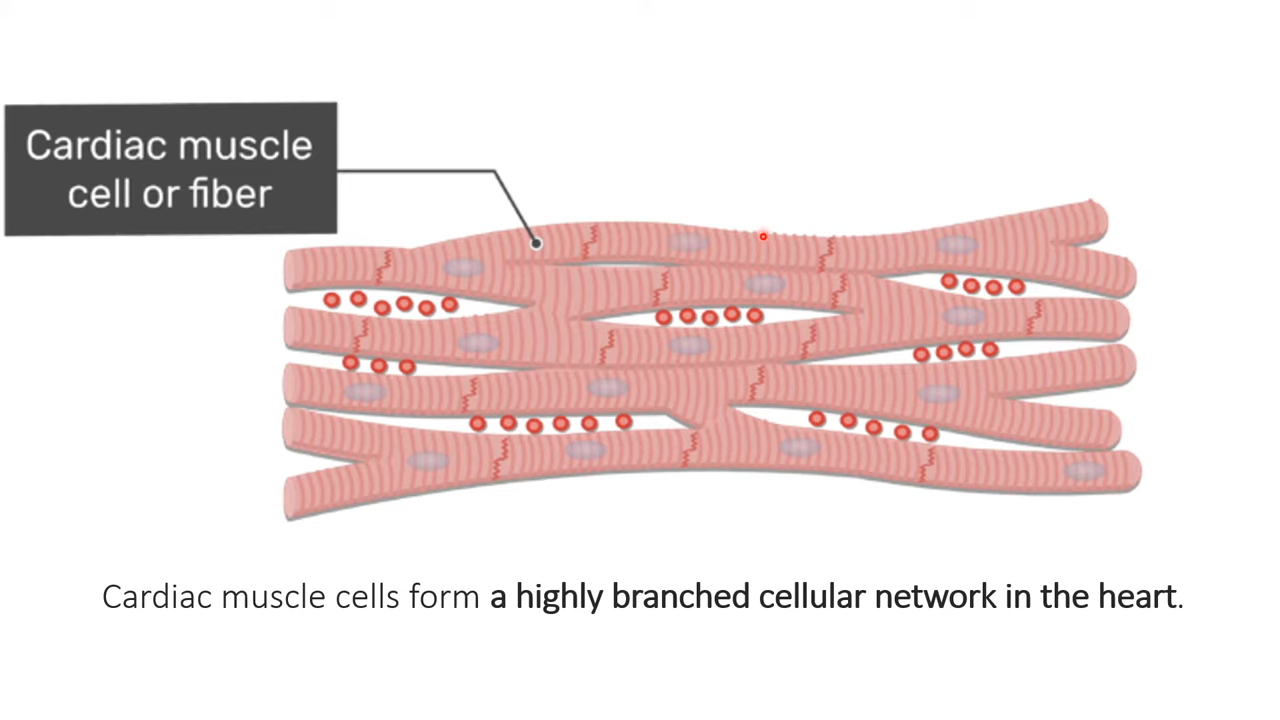 Cardiac muscle
cell or fiber
Cardiac muscle cells form a highly branched cellular network in the heart.